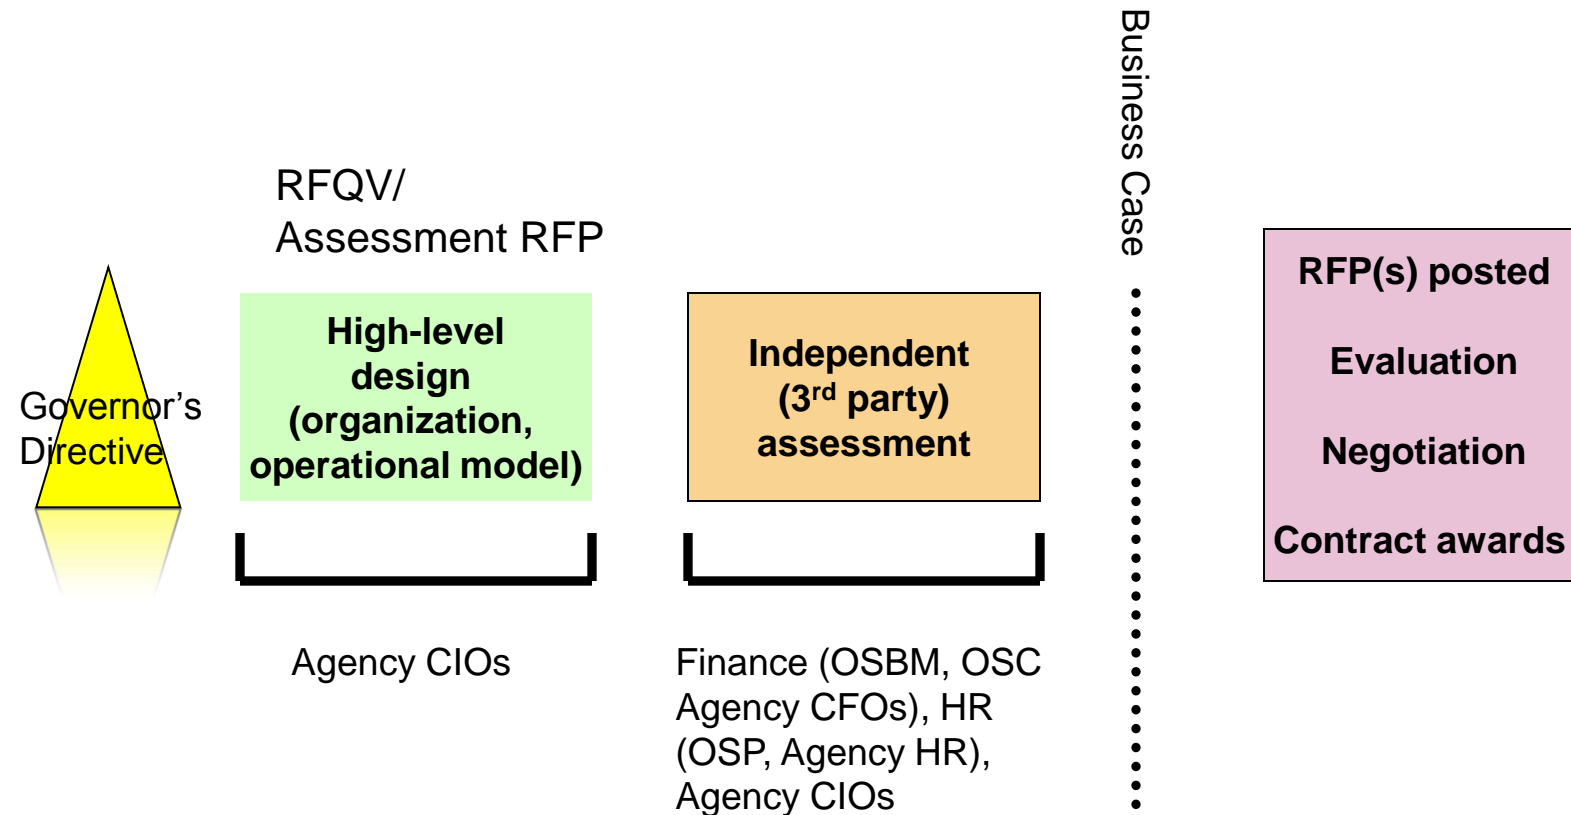 Business Case
RFQV/
Assessment RFP
Governor’s
Directive
High-level
design
(organization,
operational model)
Independent
(3rd party)
assessment
RFP(s) posted
Evaluation
Negotiation
Contract awards
Agency CIOs
Finance (OSBM, OSC
Agency CFOs), HR
(OSP, Agency HR),
Agency CIOs